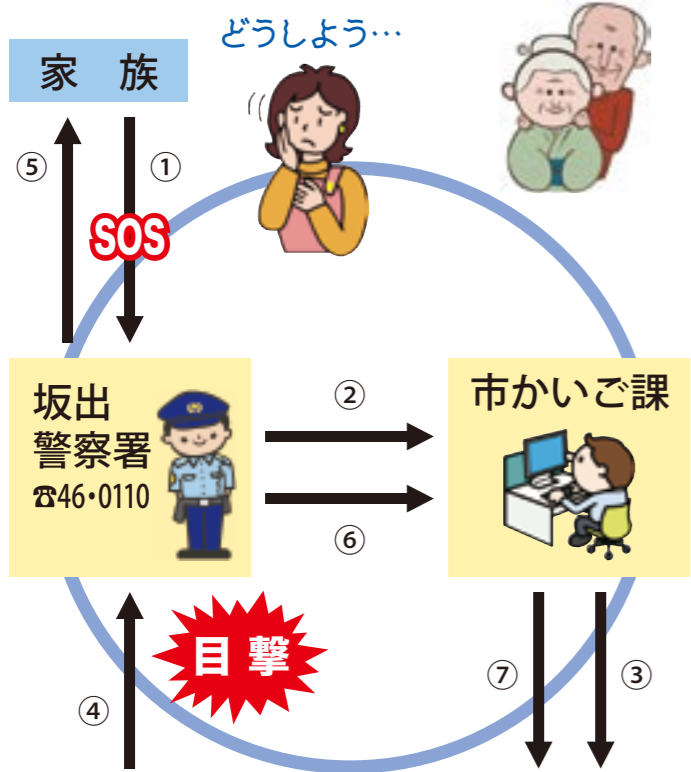 どうしよう…
家 族
⑤
①
SOS
坂出
警察署
☎46・0110
②
⑥
市かいご課
目 撃
④
⑦
③